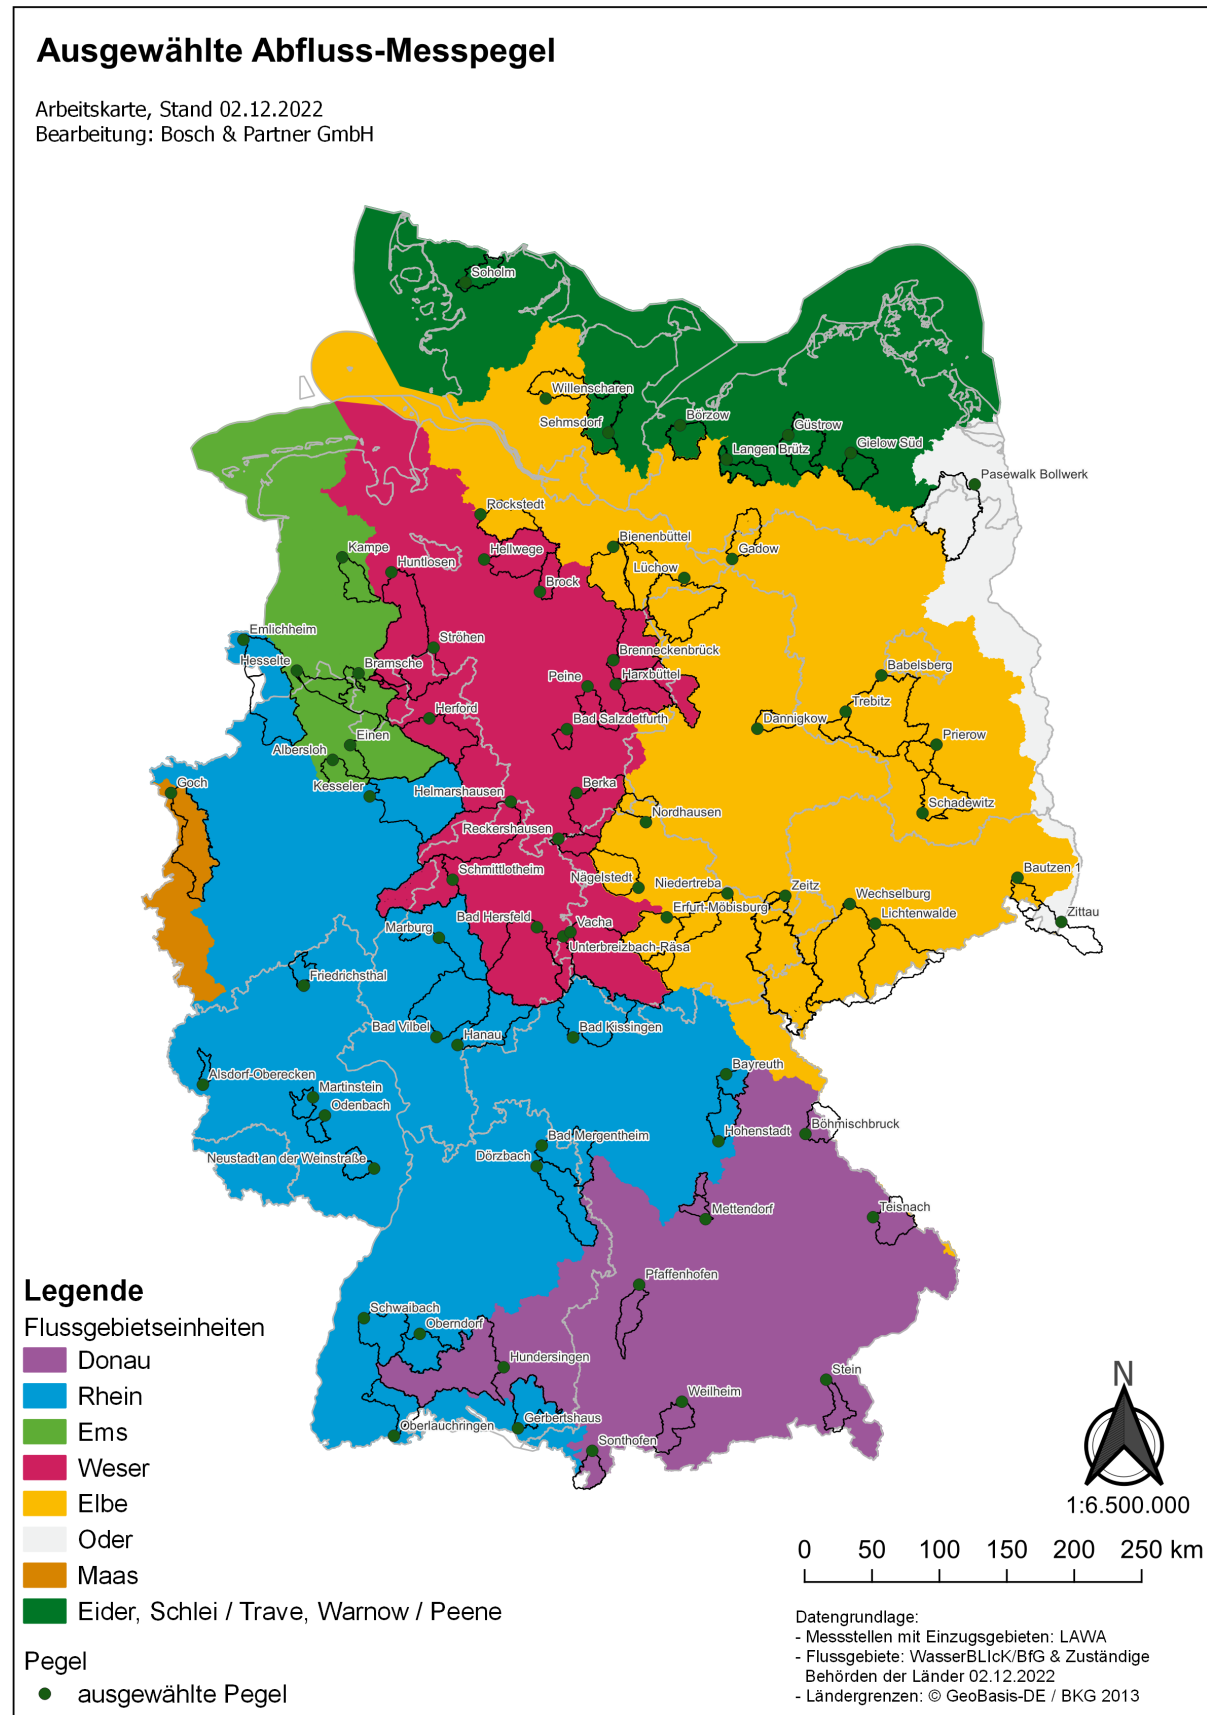 Ausgewählte Abfluss-Messpegel
Arbeitskarte, Stand 02.12.2022
Bearbeitung: Bosch & Partner GmbH
Soholm
Willenscharen
Sehmsdorf
Börzow
Güstrow
Langen Brütz
Gielow Süd
Pasewalk Bollwerk
Rockstedt
Bienenbüttel
Kampe
Huntlosen
Hellwege
Gadow
Lüchow
Brock
Emlichheim
Ströhen
Brenneckenbrück
Hesselte
Bramsche
Babelsberg
Peine
Harxbüttel
Herford
Trebitz
Bad Salzdetfurth
Dannigkow
Einen
Prierow
Albersloh
Goch
Kesseler
Helmarshausen
Berka
Schadewitz
Nordhausen
Reckershausen
Schmittlotheim
Nägelstedt
Niedertreba
Zeitz
Bautzen 1
Wechselburg
Erfurt-Möbisburg
Lichtenwalde
Zittau
Bad Hersfeld
Vacha
Marburg
Unterbreizbach-Räsa
Friedrichsthal
Bad Vilbel
Hanau
Bad Kissingen
Bayreuth
Alsdorf-Oberecken
Martinstein
Odenbach
Böhmischbruck
Hohenstadt
Bad Mergentheim
Dörzbach
Neustadt an der Weinstraße
Mettendorf
Teisnach
Pfaffenhofen
Schwaibach
Oberndorf
Hundersingen
Stein
Weilheim
Gerbertshaus
Oberlauchringen
Sonthofen
Legende
Flussgebietseinheiten
Donau
Rhein
Ems
Weser
Elbe
Oder
Maas
Eider, Schlei / Trave, Warnow / Peene
Pegel
ausgewählte Pegel
N
1:6.500.000
0 50 100 150 200 250 km
Datengrundlage:
- Messstellen mit Einzugsgebieten: LAWA
- Flussgebiete: WasserBLIcK/BfG & Zuständige
Behörden der Länder 02.12.2022
- Ländergrenzen: © GeoBasis-DE / BKG 2013